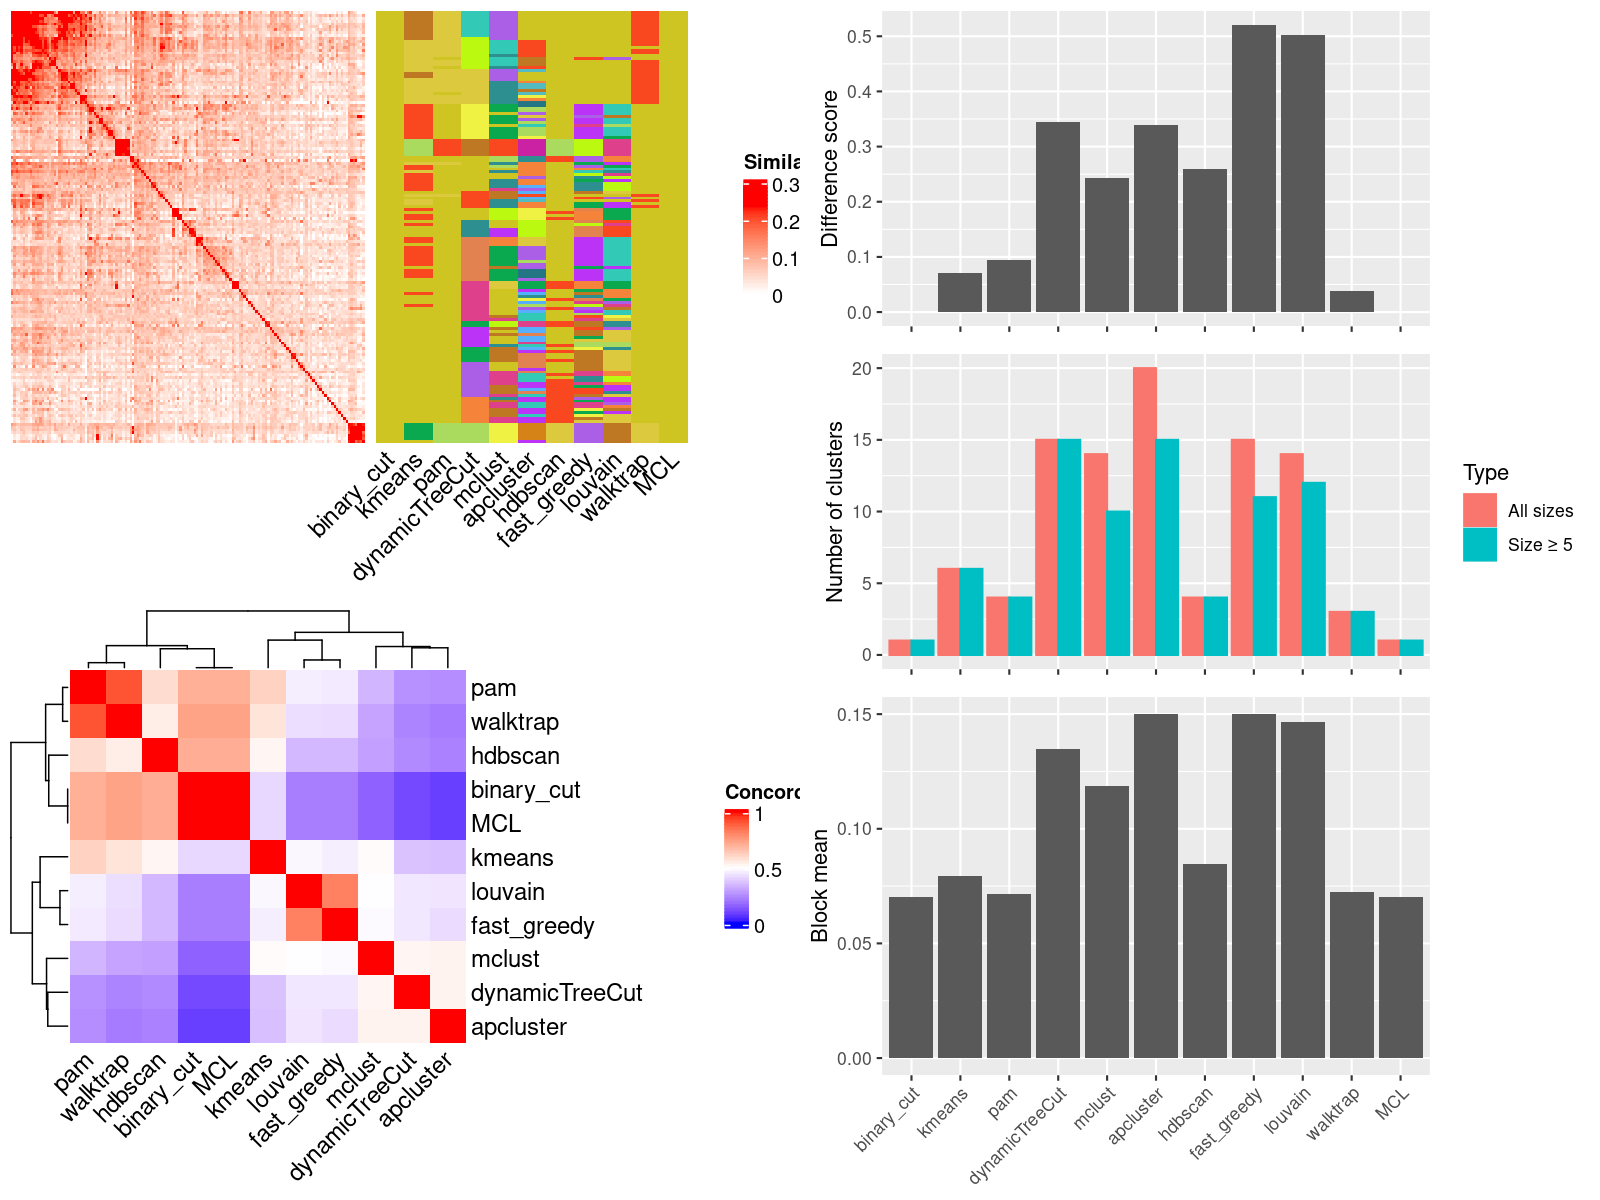 Simila
0.3
0.2
0.1
0
binary_cut
kmeans
pam
dynamicTreeCut
mclust
apcluster
hdbscan
fast_greedy
louvain
walktrap
MCL
pam
walktrap
hdbscan
binary_cut
MCL
kmeans
louvain
fast_greedy
mclust
dynamicTreeCut
apcluster
pam
walktrap
hdbscan
binary_cut
MCL
kmeans
louvain
fast_greedy
mclust
dynamicTreeCut
apcluster
Concord
1
0.5
0
Difference score
0.5
0.4
0.3
0.2
0.1
0.0
Number of clusters
20
15
10
5
0
Type
All sizes
Size ≥ 5
Block mean
0.15
0.10
0.05
0.00
binary_cut
kmeans
pam
dynamicTreeCut
mclust
apcluster
hdbscan
fast_greedy
louvain
walktrap
MCL